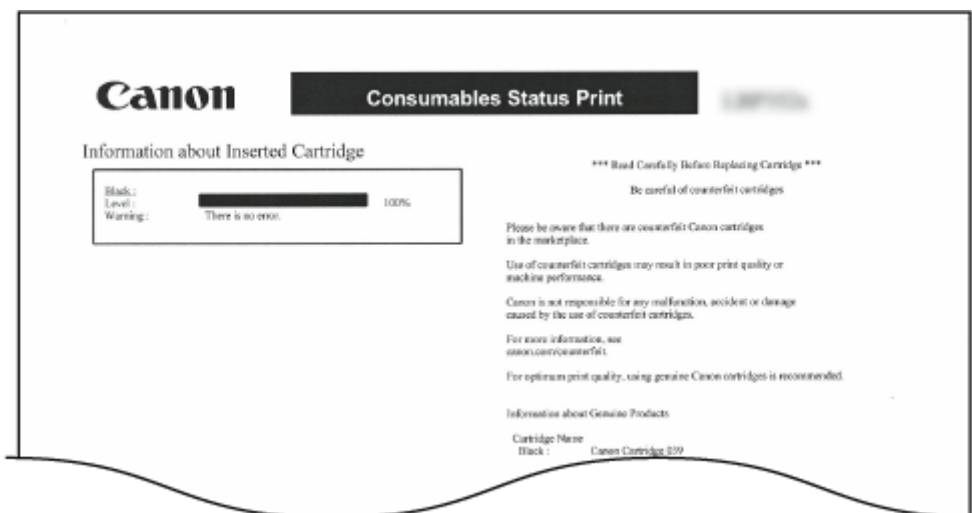 Canon
Consumables Status Print
Information about Inserted Cartridge
Black :
Level : 100%
Warning : There is no error.
*** Read Carefully Before Replacing Cartridge ***
Be careful of counterfeit cartridges
Please be aware that there are counterfeit Canon cartridges
in the marketplace.
Use of counterfeit cartridges may result in poor print quality or
machine performance.
Canon is not responsible for any malfunction, accident or damage
caused by the use of counterfeit cartridges.
For more information, see
canon.com/counterfeit.
For optimum print quality, using genuine Canon cartridges is recommended.
Information about Genuine Products
Cartridge Name
Black : Canon Cartridge 039